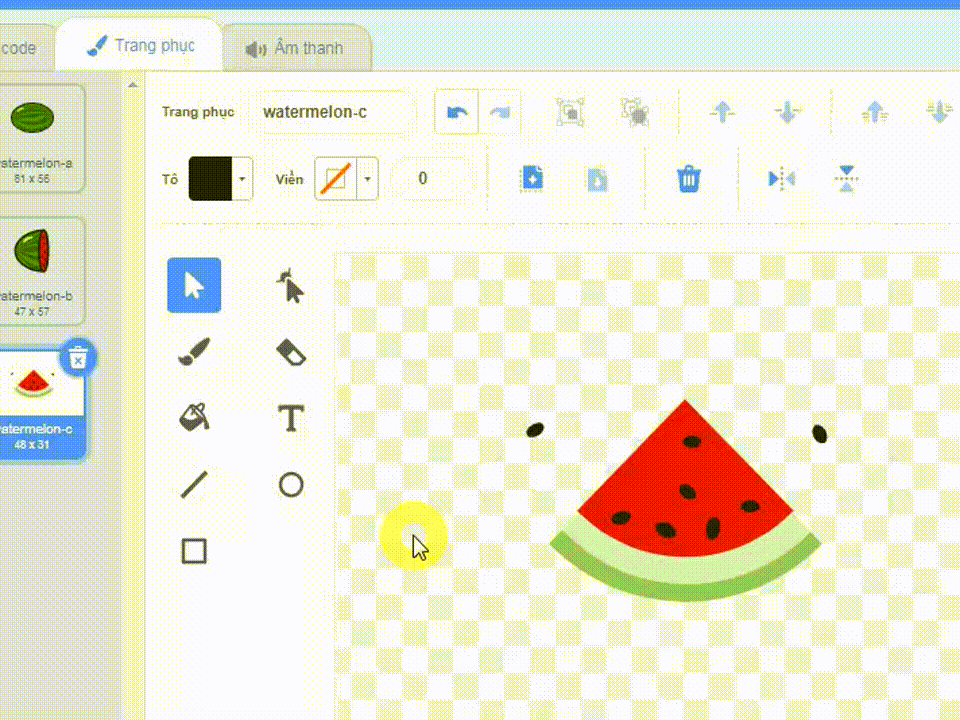 code
Trang phục
Âm thanh
Trang phục
watermelon-c
Tô
Viền
0
atermelon-a
81 x 56
atermelon-b
47 x 57
atermelon-c
48 x 31
T